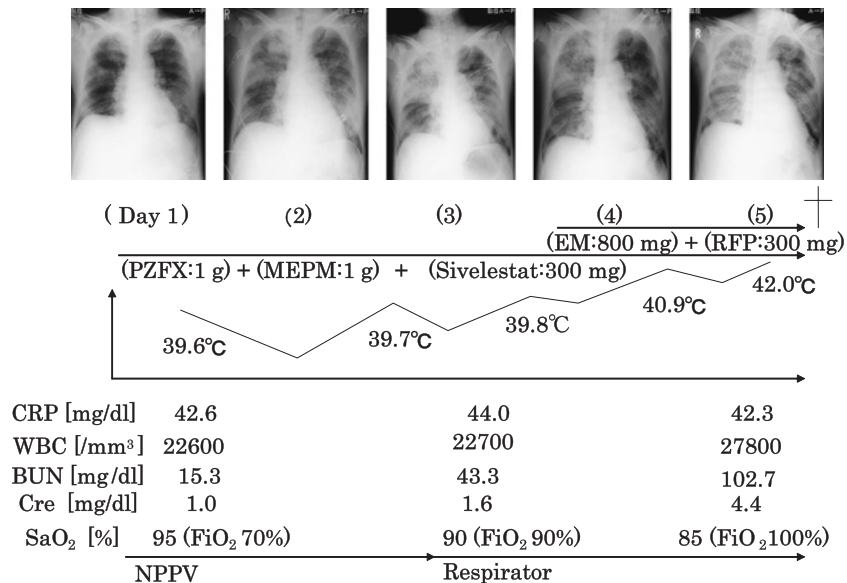 R
R
( Day 1) (2) (3) (4) (5)
(EM:800 mg) + (RFP:300 mg)
(PZFX:1 g) + (MEPM:1 g) + (Sivelestat:300 mg)
39.6℃ 39.7℃ 39.8℃ 40.9℃ 42.0℃
CRP [mg/dl] 42.6 44.0 42.3
WBC [/mm³] 22600 22700 27800
BUN [mg/dl] 15.3 43.3 102.7
Cre [mg/dl] 1.0 1.6 4.4
SaO₂ [%] 95 (FiO₂ 70%) 90 (FiO₂ 90%) 85 (FiO₂100%)
NPPV Respirator